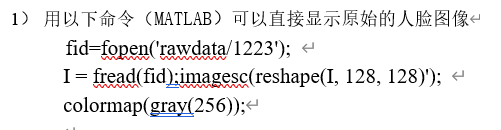 1） 用以下命令（MATLAB）可以直接显示原始的人脸图像↵
fid=fopen('rawdata/1223'); ↵
I = fread(fid);imagesc(reshape(I, 128, 128)'); ↵
colormap(gray(256));↵